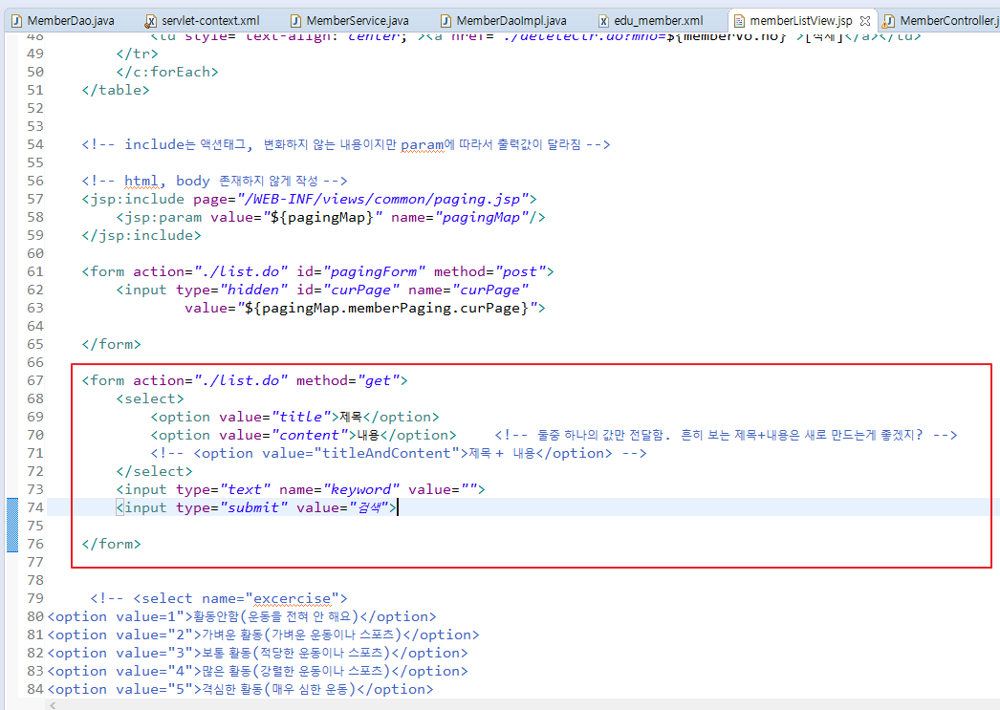 MemberDao.java servlet-context.xml MemberService.java MemberDaoImpl.java edu_member.xml memberListView.jsp MemberController.j
48 <td style="text-align: center;"><a href="./deleteCtr.do?mno=${memberVo.no}">[삭제]</a></td>
49 </tr>
50 </c:forEach>
51 </table>
52
53
54 <!-- include는 액션태그, 변화하지 않는 내용이지만 param에 따라서 출력값이 달라짐 -->
55
56 <!-- html, body 존재하지 않게 작성 -->
57 <jsp:include page="/WEB-INF/views/common/paging.jsp">
58 <jsp:param value="${pagingMap}" name="pagingMap"/>
59 </jsp:include>
60
61 <form action="./list.do" id="pagingForm" method="post">
62 <input type="hidden" id="curPage" name="curPage"
63 value="${pagingMap.memberPaging.curPage}">
64
65 </form>
66
67 <form action="./list.do" method="get">
68 <select>
69 <option value="title">제목</option>
70 <option value="content">내용</option> <!-- 둘중 하나의 값만 전달함. 흔히 보는 제목+내용은 새로 만드는게 좋겠지? -->
71 <!-- <option value="titleAndContent">제목 + 내용</option> -->
72 </select>
73 <input type="text" name="keyword" value="">
74 <input type="submit" value="검색">
75
76 </form>
77
78
79 <!-- <select name="excercise">
80 <option value=1">활동안함(운동을 전혀 안 해요)</option>
81 <option value="2">가벼운 활동(가벼운 운동이나 스포츠)</option>
82 <option value="3">보통 활동(적당한 운동이나 스포츠)</option>
83 <option value="4">많은 활동(강렬한 운동이나 스포츠)</option>
84 <option value="5">격심한 활동(매우 심한 운동)</option>